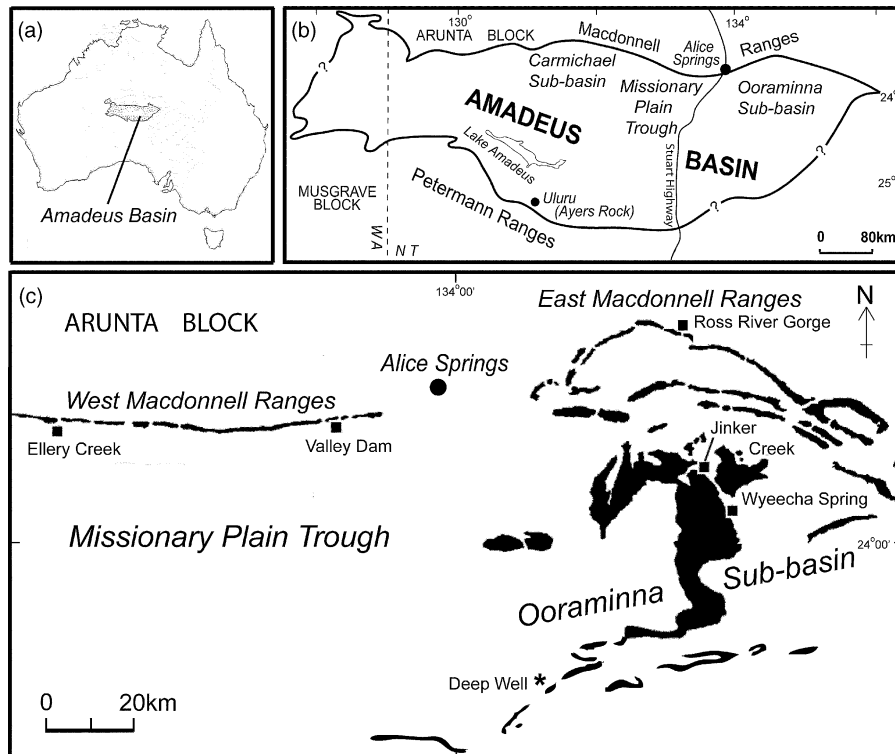 (a)
Amadeus Basin
(b)
130°
134°
ARUNTA BLOCK
Macdonnell
Ranges
Alice
Springs
Carmichael
Sub-basin
Missionary
Plain
Trough
Ooraminna
Sub-basin
24°
?
AMADEUS
BASIN
Lake Amadeus
Stuart Highway
?
25°
MUSGRAVE
BLOCK
Petermann Ranges
Uluru
(Ayers Rock)
?
WA
NT
0 80km
(c)
134°00'
ARUNTA BLOCK
East Macdonnell Ranges
N
Ross River Gorge
Alice Springs
West Macdonnell Ranges
Ellery Creek
Valley Dam
Jinker
Creek
Wyeecha Spring
Missionary Plain Trough
24°00'
Ooraminna Sub-basin
Deep Well *
0 20km